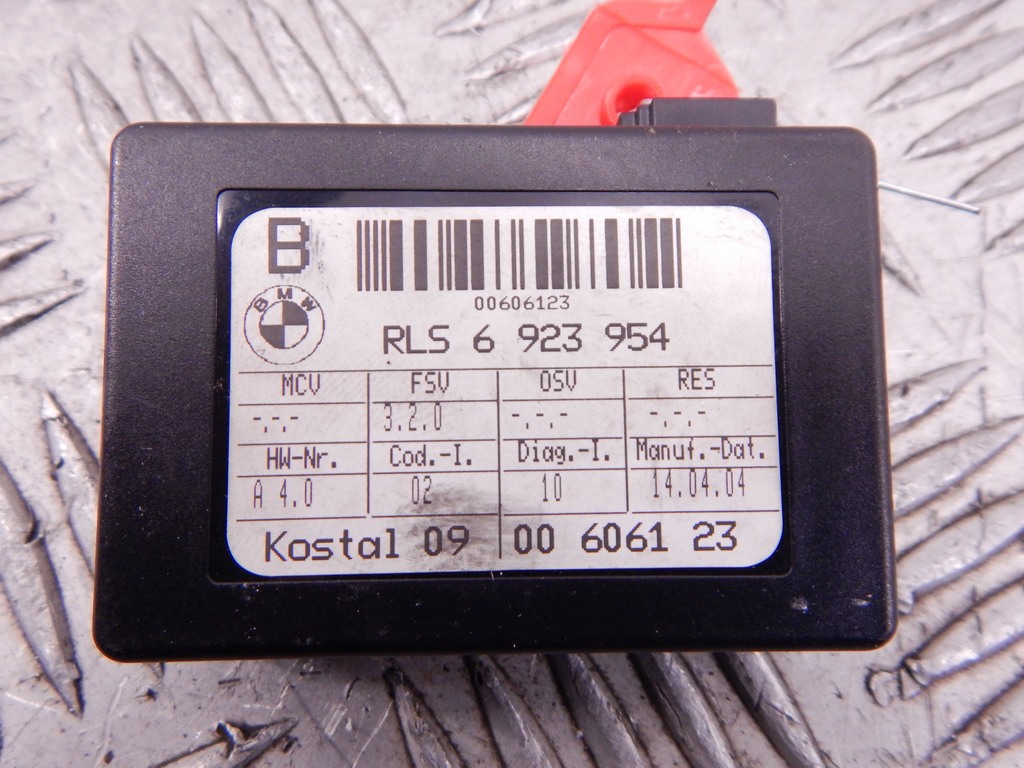 B
BMW
00606123
RLS 6 923 954
MCV FSV OSV RES
-.-.- 3.2.0 -.-.- -.-.-
HW-Nr. Cod.-I. Diag.-I. Manuf.-Dat.
A 4.0 02 10 14.04.04
Kostal 09 00 6061 23